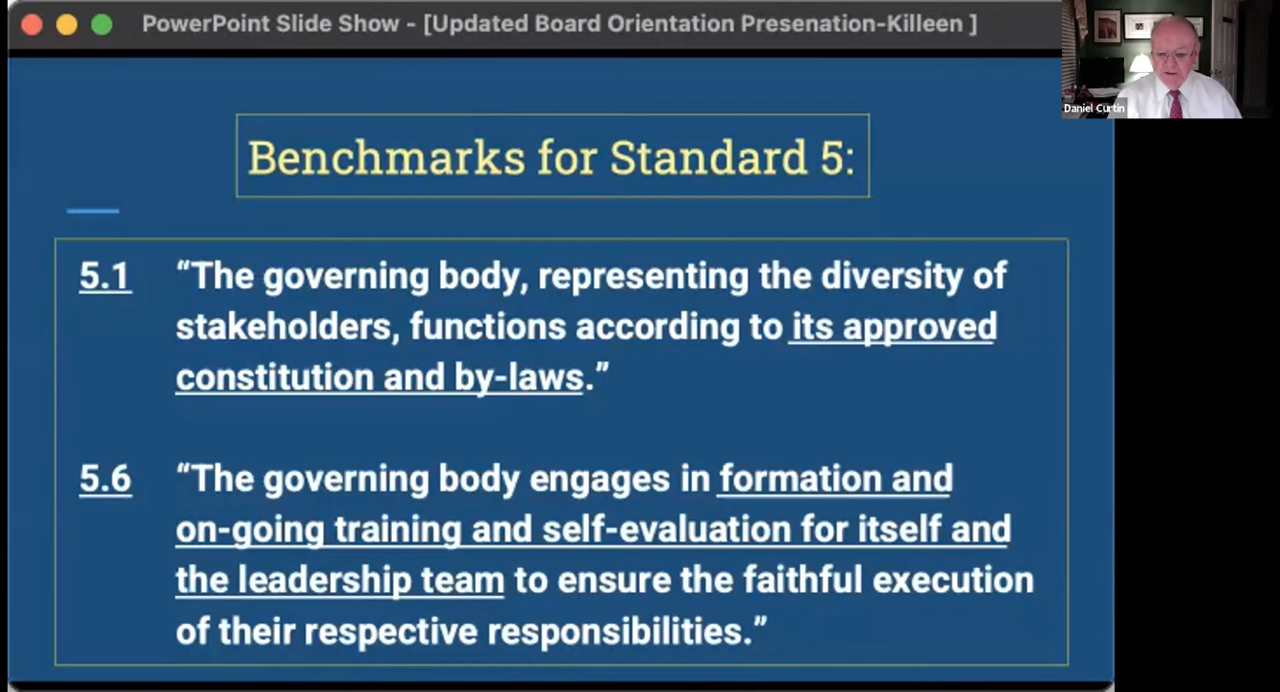 PowerPoint Slide Show - [Updated Board Orientation Presenation-Killeen ]
Daniel Curtin
Benchmarks for Standard 5:
5.1 “The governing body, representing the diversity of
stakeholders, functions according to its approved
constitution and by-laws.”
5.6 “The governing body engages in formation and
on-going training and self-evaluation for itself and
the leadership team to ensure the faithful execution
of their respective responsibilities.”